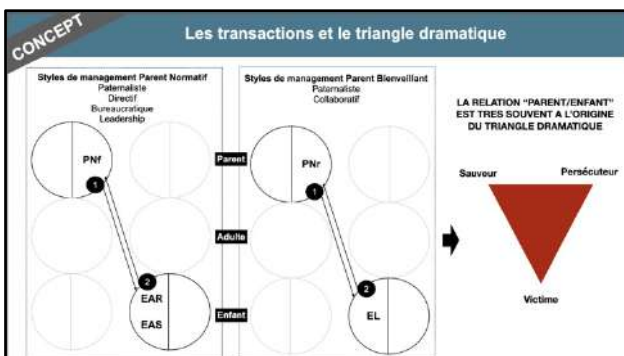 CONCEPT
Les transactions et le triangle dramatique
Styles de management Parent Normatif
Paternaliste
Directif
Bureaucratique
Leadership
PNf
1
2
EAR
EAS
Parent
Adulte
Enfant
Styles de management Parent Bienveillant
Paternaliste
Collaboratif
PNr
1
2
EL
LA RELATION "PARENT/ENFANT"
EST TRES SOUVENT A L'ORIGINE
DU TRIANGLE DRAMATIQUE
Sauveur
Persécuteur
Victime